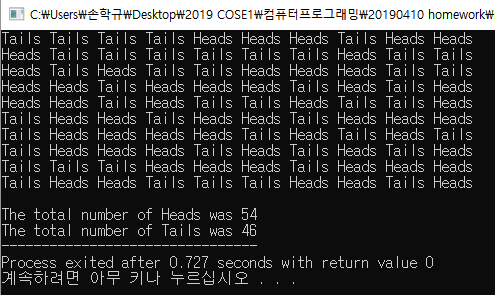 C:₩Users₩손학규₩Desktop₩2019 COSE1₩컴퓨터프로그래밍₩20190410 homework₩
Tails Tails Tails Tails Heads Heads Heads Tails Heads Heads
Heads Tails Tails Tails Heads Tails Heads Tails Tails Heads
Tails Heads Tails Heads Tails Heads Heads Heads Heads Heads
Heads Heads Tails Tails Tails Heads Heads Tails Heads Tails
Heads Heads Tails Heads Heads Heads Tails Heads Tails Heads
Tails Heads Heads Heads Tails Tails Heads Tails Heads Heads
Tails Tails Heads Heads Tails Heads Heads Tails Heads Tails
Heads Tails Heads Tails Heads Tails Heads Tails Heads Heads
Tails Heads Tails Heads Tails Heads Tails Tails Tails Heads
Tails Heads Heads Tails Tails Tails Heads Tails Heads Heads
The total number of Heads was 54
The total number of Tails was 46
--------------------------------
Process exited after 0.727 seconds with return value 0
계속하려면 아무 키나 누르십시오 . . .